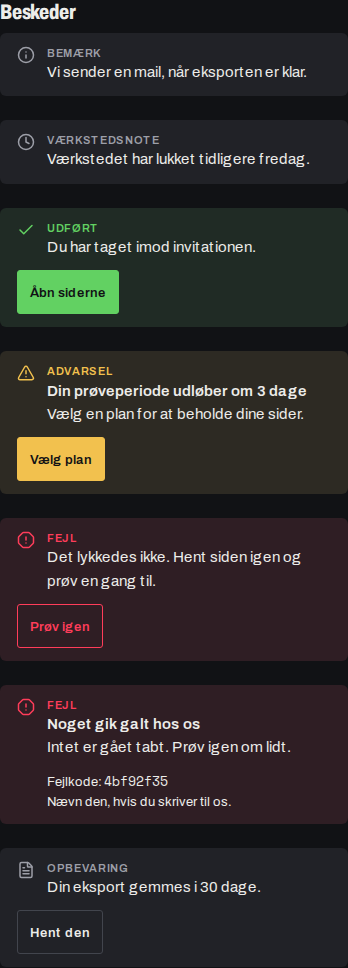 Beskeder
BEMÆRK
Vi sender en mail, når eksporten er klar.
VÆRKSTEDSNOTE
Værkstedet har lukket tidligere fredag.
UDFØRT
Du har taget imod invitationen.
Åbn siderne
ADVARSEL
Din prøveperiode udløber om 3 dage
Vælg en plan for at beholde dine sider.
Vælg plan
FEJL
Det lykkedes ikke. Hent siden igen og
prøv en gang til.
Prøv igen
FEJL
Noget gik galt hos os
Intet er gået tabt. Prøv igen om lidt.
Fejlkode: 4bf92f35
Nævn den, hvis du skriver til os.
OPBEVARING
Din eksport gemmes i 30 dage.
Hent den